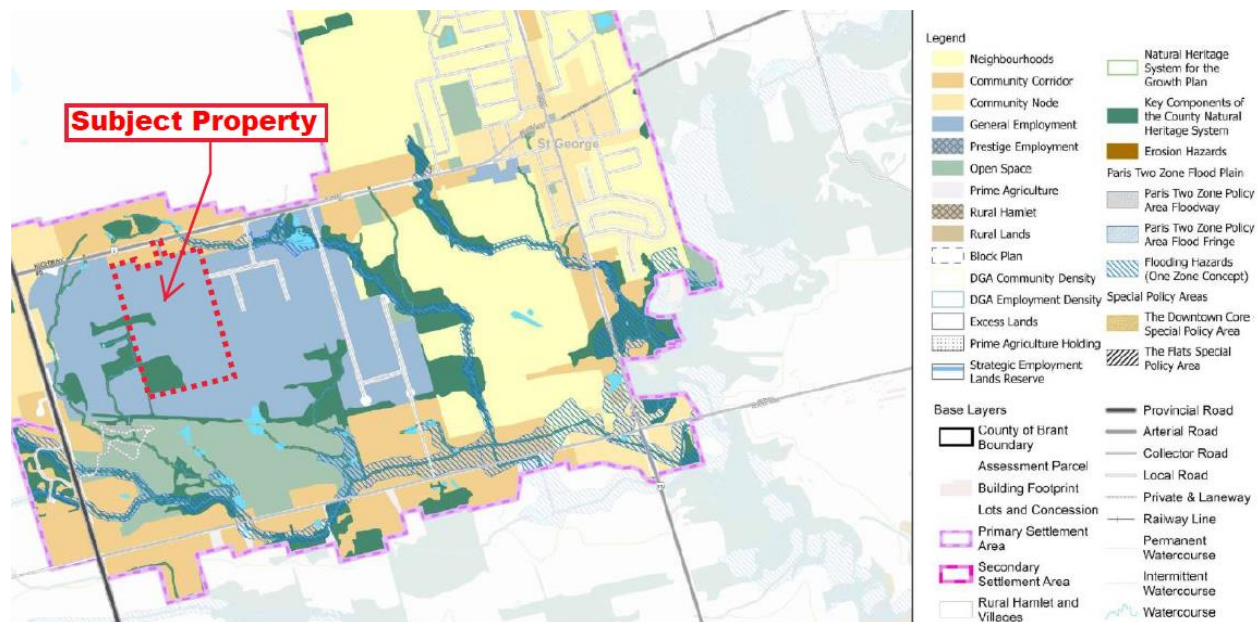 Subject Property
St George
HIGHWAY
Legend
Neighbourhoods
Community Corridor
Community Node
General Employment
Prestige Employment
Open Space
Prime Agriculture
Rural Hamlet
Rural Lands
Block Plan
DGA Community Density
DGA Employment Density
Excess Lands
Prime Agriculture Holding
Strategic Employment
Lands Reserve
Natural Heritage
System for the
Growth Plan
Key Components of
the County Natural
Heritage System
Erosion Hazards
Paris Two Zone Flood Plain
Paris Two Zone Policy
Area Floodway
Paris Two Zone Policy
Area Flood Fringe
Flooding Hazards
(One Zone Concept)
Special Policy Areas
The Downtown Core
Special Policy Area
The Flats Special
Policy Area
Base Layers
County of Brant
Boundary
Assessment Parcel
Building Footprint
Lots and Concession
Primary Settlement
Area
Secondary
Settlement Area
Rural Hamlet and
Villages
Provincial Road
Arterial Road
Collector Road
Local Road
Private & Laneway
Railway Line
Permanent
Watercourse
Intermittent
Watercourse
Watercourse